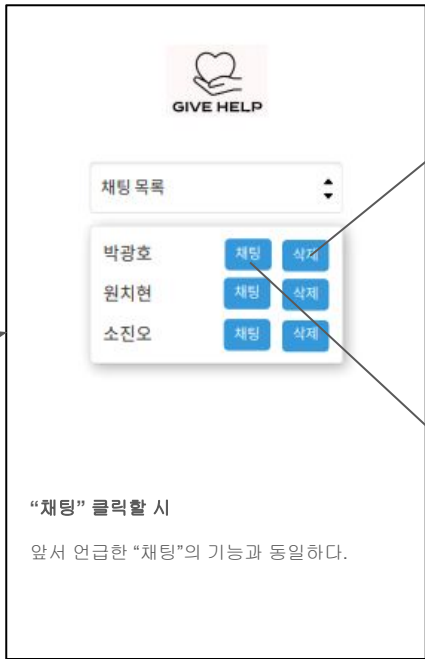 GIVE HELP
채팅 목록
박광호 채팅 삭제
원치현 채팅 삭제
소진오 채팅 삭제
“채팅” 클릭할 시
앞서 언급한 “채팅”의 기능과 동일하다.